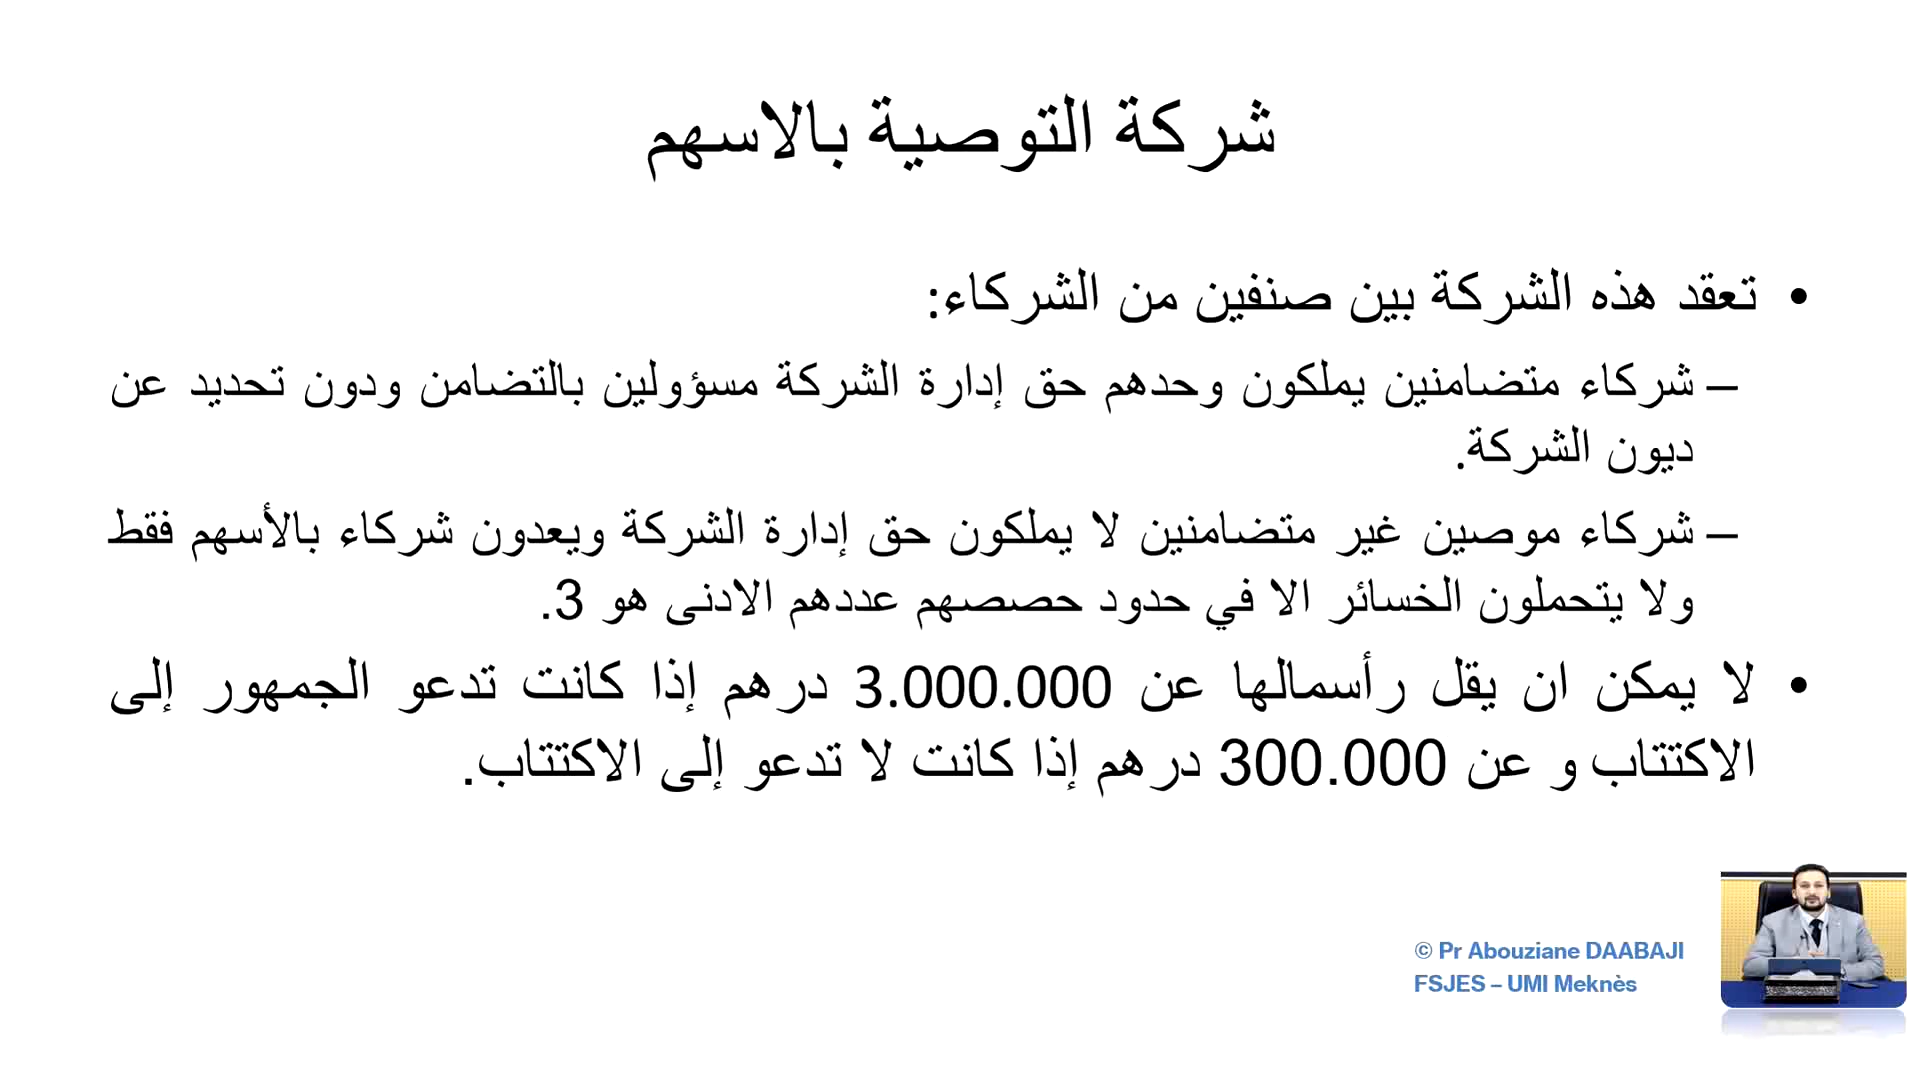 شركة التوصية بالاسهم
• تعقد هذه الشركة بين صنفين من الشركاء:
– شركاء متضامنين يملكون وحدهم حق إدارة الشركة مسؤولين بالتضامن ودون تحديد عن
ديون الشركة.
– شركاء موصين غير متضامنين لا يملكون حق إدارة الشركة ويعدون شركاء بالأسهم فقط
ولا يتحملون الخسائر الا في حدود حصصهم عددهم الادنى هو 3.
• لا يمكن ان يقل رأسمالها عن 3.000.000 درهم إذا كانت تدعو الجمهور إلى
الاكتتاب و عن 300.000 درهم إذا كانت لا تدعو إلى الاكتتاب.
© Pr Abouziane DAABAJI
FSJES – UMI Meknès